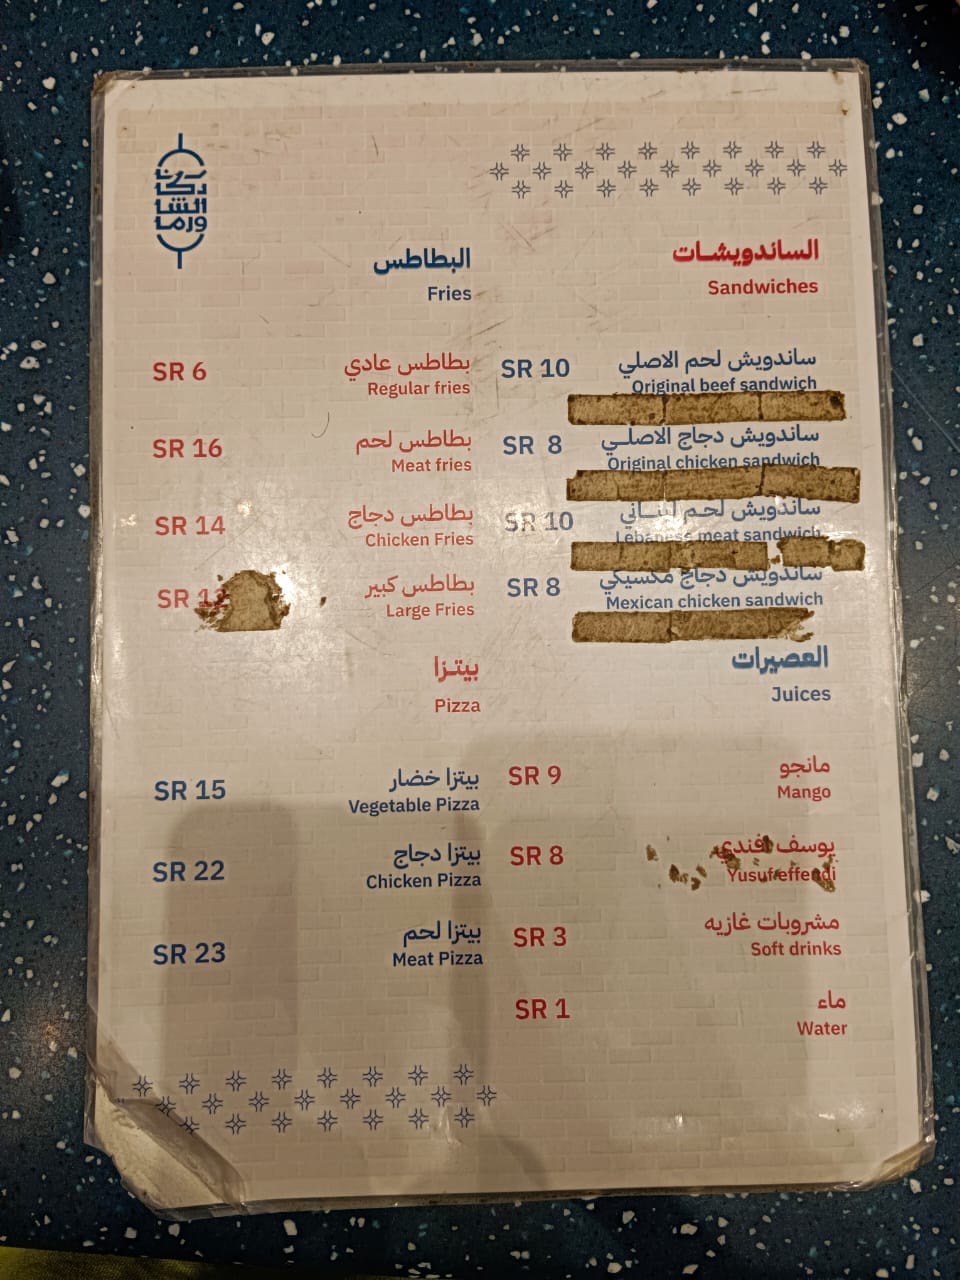 دكان
الشا
ورما
الساندويشات
Sandwiches
ساندويش لحم الاصلي SR 10
Original beef sandwich
ساندويش دجاج الاصلي SR 8
Original chicken sandwich
ساندويش لحم لبناني SR 10
Lebanese meat sandwich
ساندويش دجاج مكسيكي SR 8
Mexican chicken sandwich
العصيرات
Juices
مانجو SR 9
Mango
يوسف افندي SR 8
Yusuf effendi
مشروبات غازيه SR 3
Soft drinks
ماء SR 1
Water
البطاطس
Fries
بطاطس عادي SR 6
Regular fries
بطاطس لحم SR 16
Meat fries
بطاطس دجاج SR 14
Chicken Fries
بطاطس كبير SR
Large Fries
بيتزا
Pizza
بيتزا خضار SR 15
Vegetable Pizza
بيتزا دجاج SR 22
Chicken Pizza
بيتزا لحم SR 23
Meat Pizza